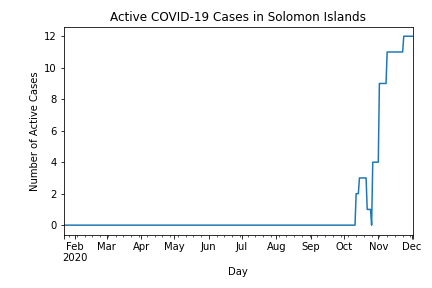 Active COVID-19 Cases in Solomon Islands
12
10
8
6
4
2
0
Number of Active Cases
Feb Mar Apr May Jun Jul Aug Sep Oct Nov Dec
2020
Day